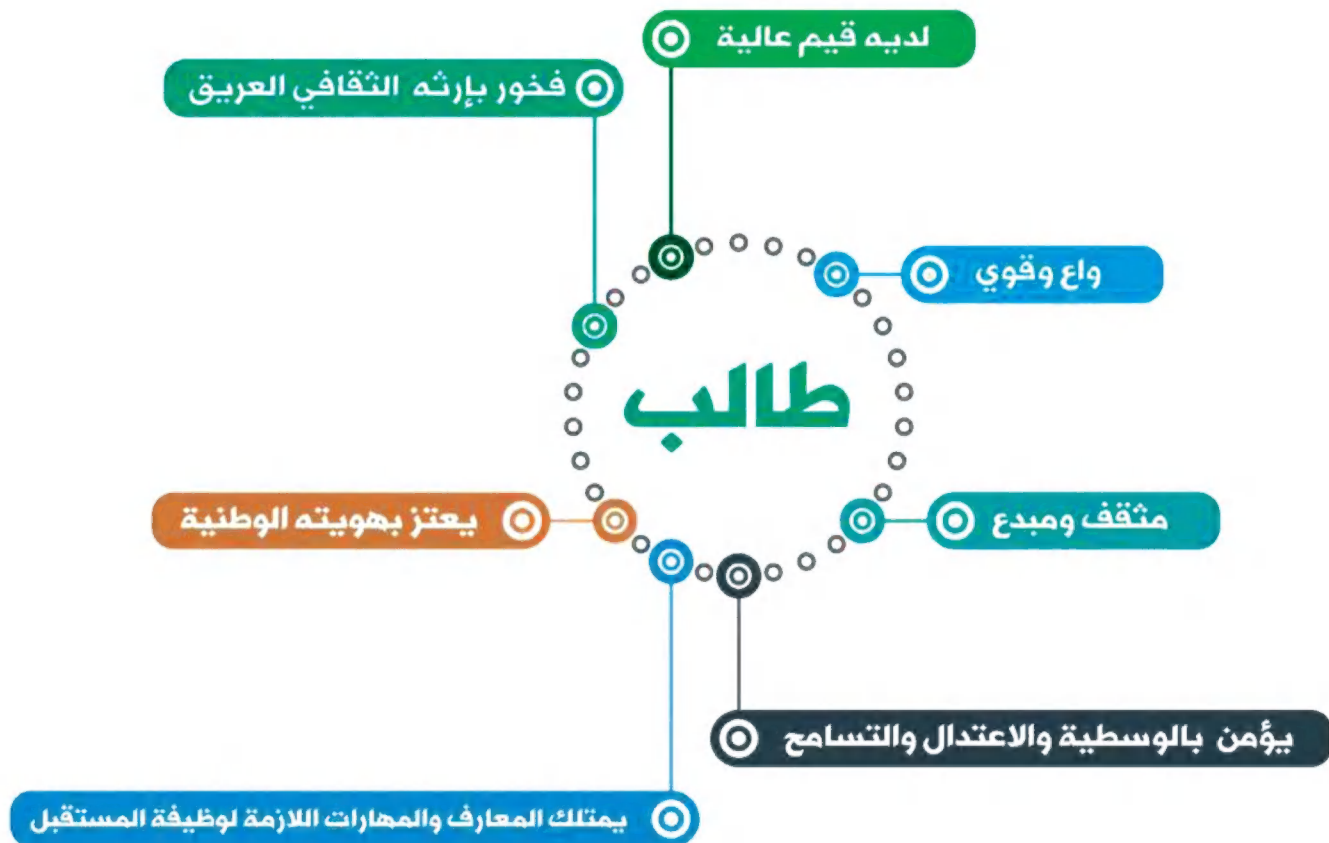 لديه قيم عالية
فخور بإرثه الثقافي العريق
واع وقوي
طالب
يعتز بهويته الوطنية
مثقف ومبدع
يؤمن بالوسطية والاعتدال والتسامح
يمتلك المعارف والمهارات اللازمة لوظيفة المستقبل